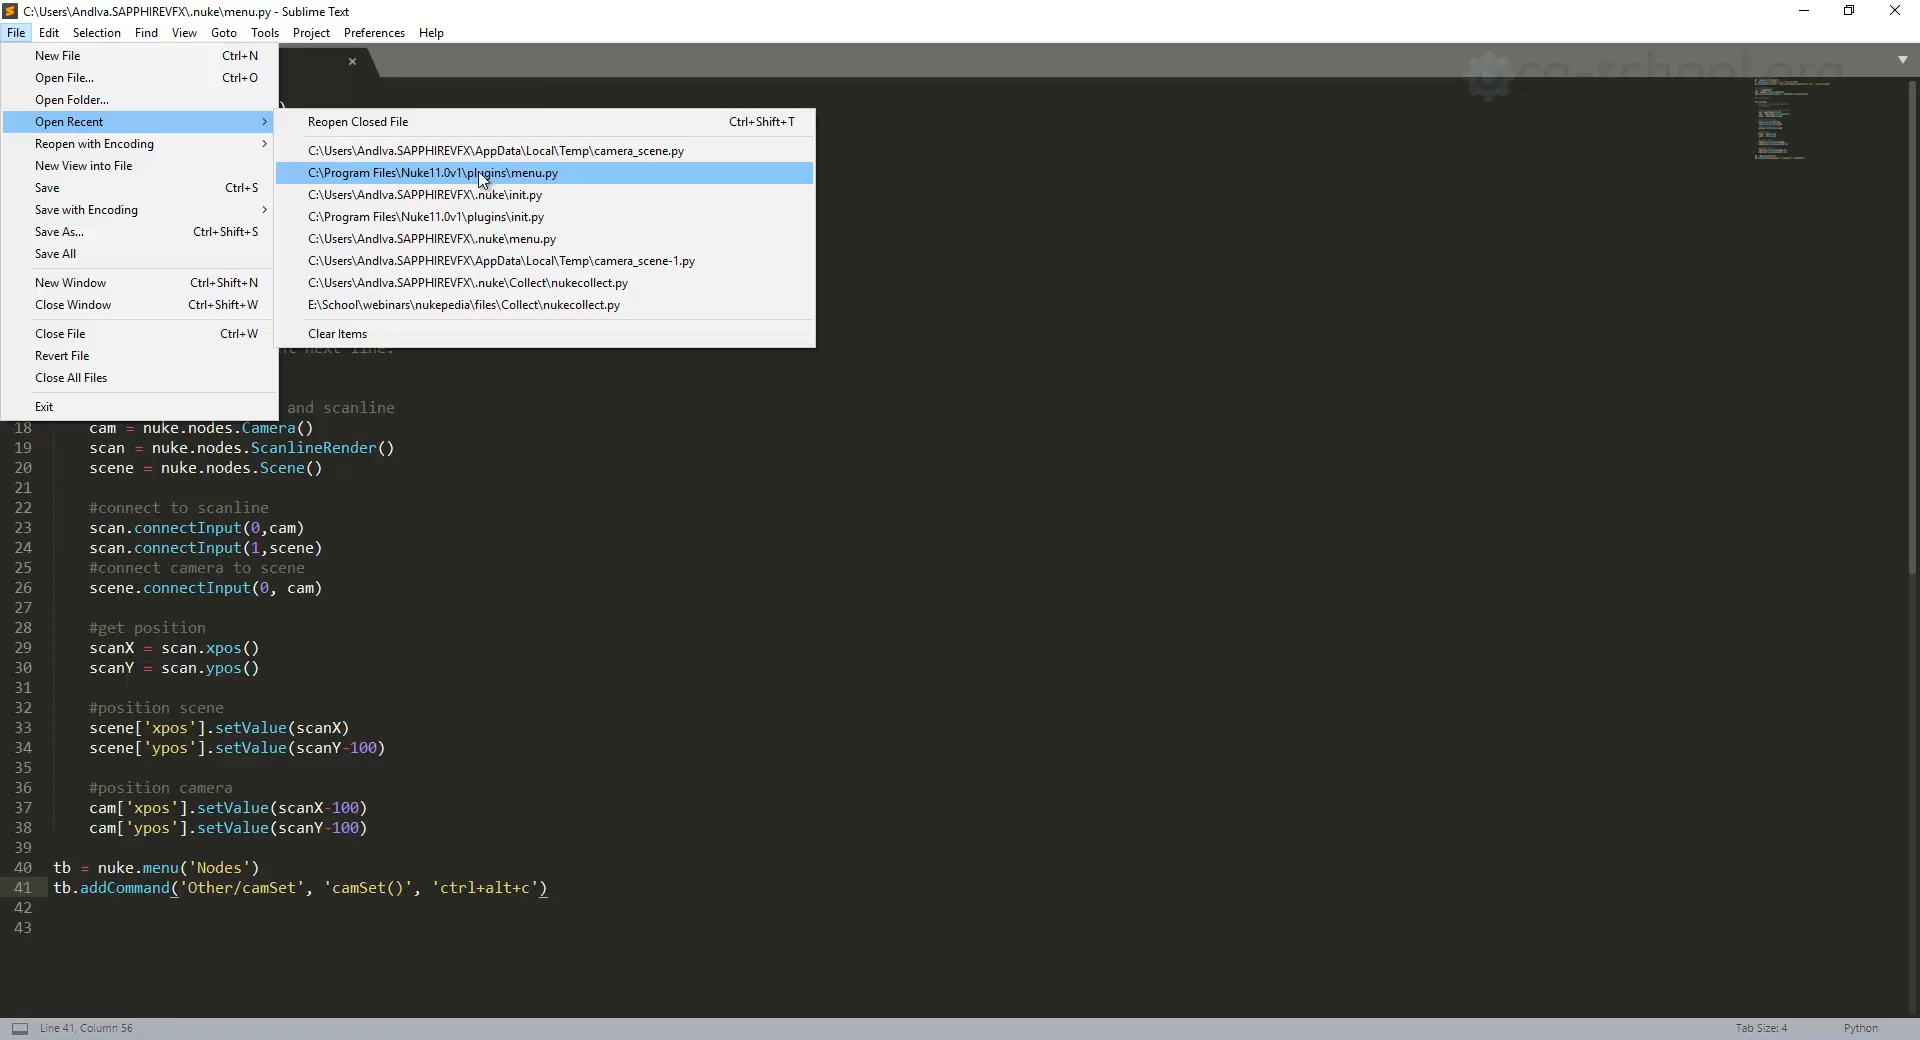 C:\Users\Andlva.SAPPHIREVFX\.nuke\menu.py - Sublime Text
File Edit Selection Find View Goto Tools Project Preferences Help
cg-school.org
New File Ctrl+N
Open File... Ctrl+O
Open Folder...
Open Recent
Reopen with Encoding
New View into File
Save Ctrl+S
Save with Encoding
Save As... Ctrl+Shift+S
Save All
New Window Ctrl+Shift+N
Close Window Ctrl+Shift+W
Close File Ctrl+W
Revert File
Close All Files
Exit
Reopen Closed File Ctrl+Shift+T
C:\Users\Andlva.SAPPHIREVFX\AppData\Local\Temp\camera_scene.py
C:\Program Files\Nuke11.0v1\plugins\menu.py
C:\Users\Andlva.SAPPHIREVFX\.nuke\init.py
C:\Program Files\Nuke11.0v1\plugins\init.py
C:\Users\Andlva.SAPPHIREVFX\.nuke\menu.py
C:\Users\Andlva.SAPPHIREVFX\AppData\Local\Temp\camera_scene-1.py
C:\Users\Andlva.SAPPHIREVFX\.nuke\Collect\nukecollect.py
E:\School\webinars\nukepedia\files\Collect\nukecollect.py
Clear Items
next line.
and scanline
18 cam = nuke.nodes.Camera()
19 scan = nuke.nodes.ScanlineRender()
20 scene = nuke.nodes.Scene()
21
22 #connect to scanline
23 scan.connectInput(0,cam)
24 scan.connectInput(1,scene)
25 #connect camera to scene
26 scene.connectInput(0, cam)
27
28 #get position
29 scanX = scan.xpos()
30 scanY = scan.ypos()
31
32 #position scene
33 scene['xpos'].setValue(scanX)
34 scene['ypos'].setValue(scanY-100)
35
36 #position camera
37 cam['xpos'].setValue(scanX-100)
38 cam['ypos'].setValue(scanY-100)
39
40 tb = nuke.menu('Nodes')
41 tb.addCommand('Other/camSet', 'camSet()', 'ctrl+alt+c')
42
43
Line 41, Column 56
Tab Size: 4 Python